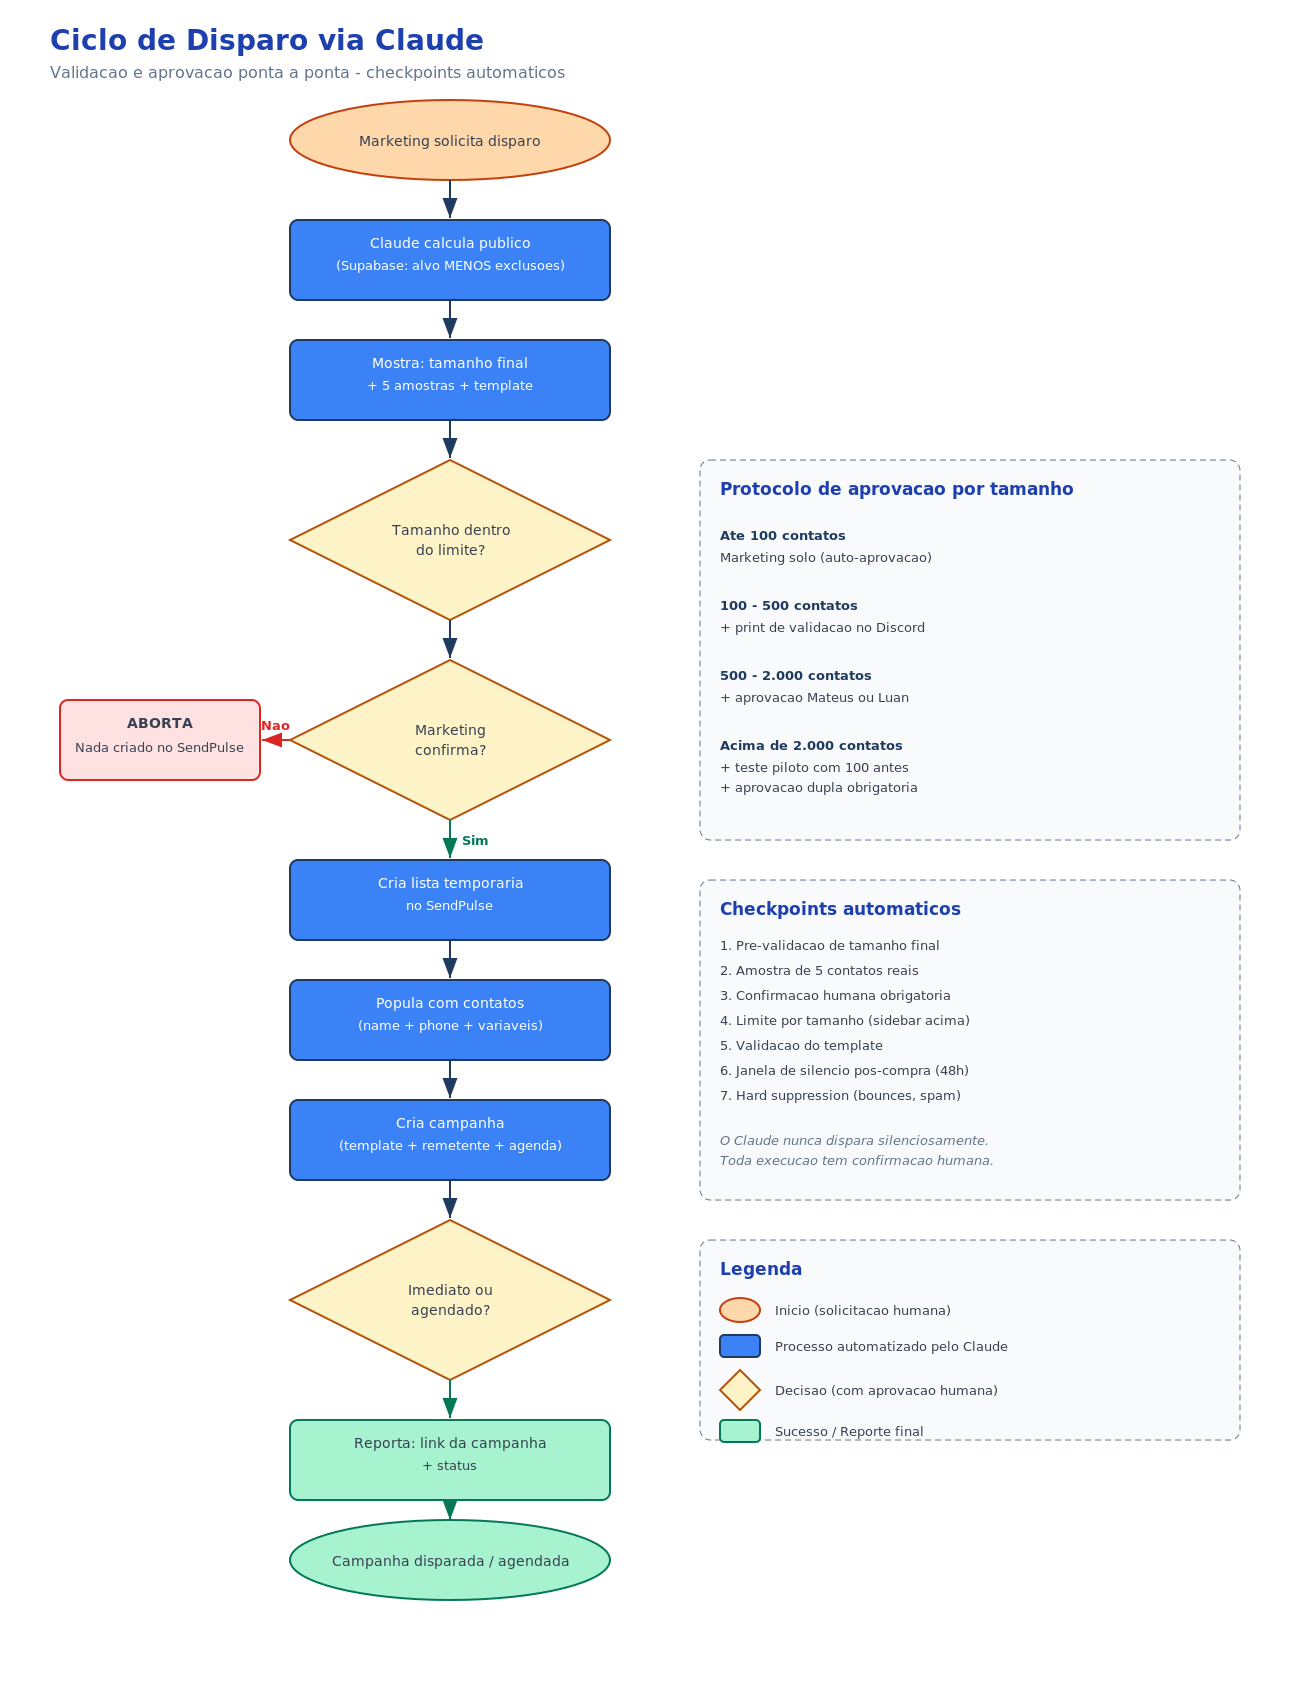 Ciclo de Disparo via Claude
Validacao e aprovacao ponta a ponta - checkpoints automaticos
Marketing solicita disparo
Claude calcula publico
(Supabase: alvo MENOS exclusoes)
Mostra: tamanho final
+ 5 amostras + template
Tamanho dentro
do limite?
Marketing
confirma?
Nao
ABORTA
Nada criado no SendPulse
Sim
Cria lista temporaria
no SendPulse
Popula com contatos
(name + phone + variaveis)
Cria campanha
(template + remetente + agenda)
Imediato ou
agendado?
Reporta: link da campanha
+ status
Campanha disparada / agendada
Protocolo de aprovacao por tamanho
Ate 100 contatos
Marketing solo (auto-aprovacao)
100 - 500 contatos
+ print de validacao no Discord
500 - 2.000 contatos
+ aprovacao Mateus ou Luan
Acima de 2.000 contatos
+ teste piloto com 100 antes
+ aprovacao dupla obrigatoria
Checkpoints automaticos
1. Pre-validacao de tamanho final
2. Amostra de 5 contatos reais
3. Confirmacao humana obrigatoria
4. Limite por tamanho (sidebar acima)
5. Validacao do template
6. Janela de silencio pos-compra (48h)
7. Hard suppression (bounces, spam)
O Claude nunca dispara silenciosamente.
Toda execucao tem confirmacao humana.
Legenda
Inicio (solicitacao humana)
Processo automatizado pelo Claude
Decisao (com aprovacao humana)
Sucesso / Reporte final